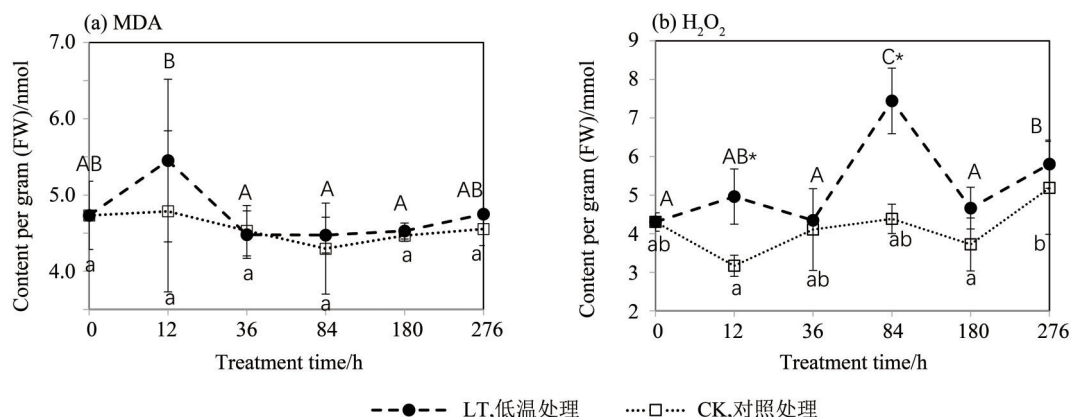 (a) MDA
7.0
6.0
5.0
4.0
Content per gram (FW)/nmol
AB
B
A
A
A
AB
a
a
a
a
a
a
0 12 36 84 180 276
Treatment time/h
(b) H₂O₂
9
8
7
6
5
4
3
2
Content per gram (FW)/mmol
A
AB*
A
C*
A
B
ab
a
ab
ab
a
b
0 12 36 84 180 276
Treatment time/h
LT,低温处理 CK,对照处理